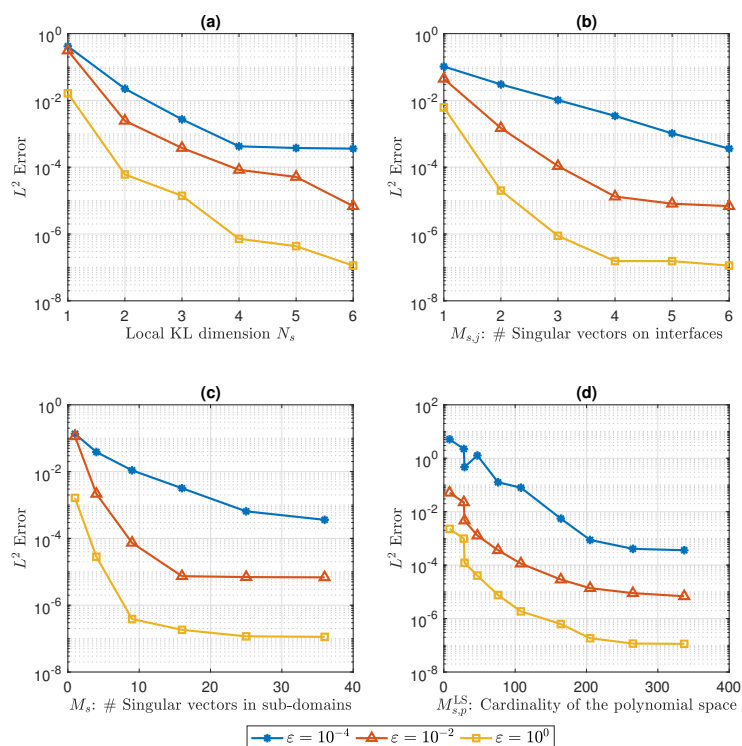 (a)
10^0
10^-2
10^-4
10^-6
10^-8
L^2 Error
1 2 3 4 5 6
Local KL dimension N_s
(b)
10^0
10^-2
10^-4
10^-6
10^-8
L^2 Error
1 2 3 4 5 6
M_{s,j}: # Singular vectors on interfaces
(c)
10^0
10^-2
10^-4
10^-6
10^-8
L^2 Error
0 10 20 30 40
M_s: # Singular vectors in sub-domains
(d)
10^2
10^0
10^-2
10^-4
10^-6
10^-8
L^2 Error
0 100 200 300 400
M_{s,p}^{LS}: Cardinality of the polynomial space
ε = 10^-4 ε = 10^-2 ε = 10^0